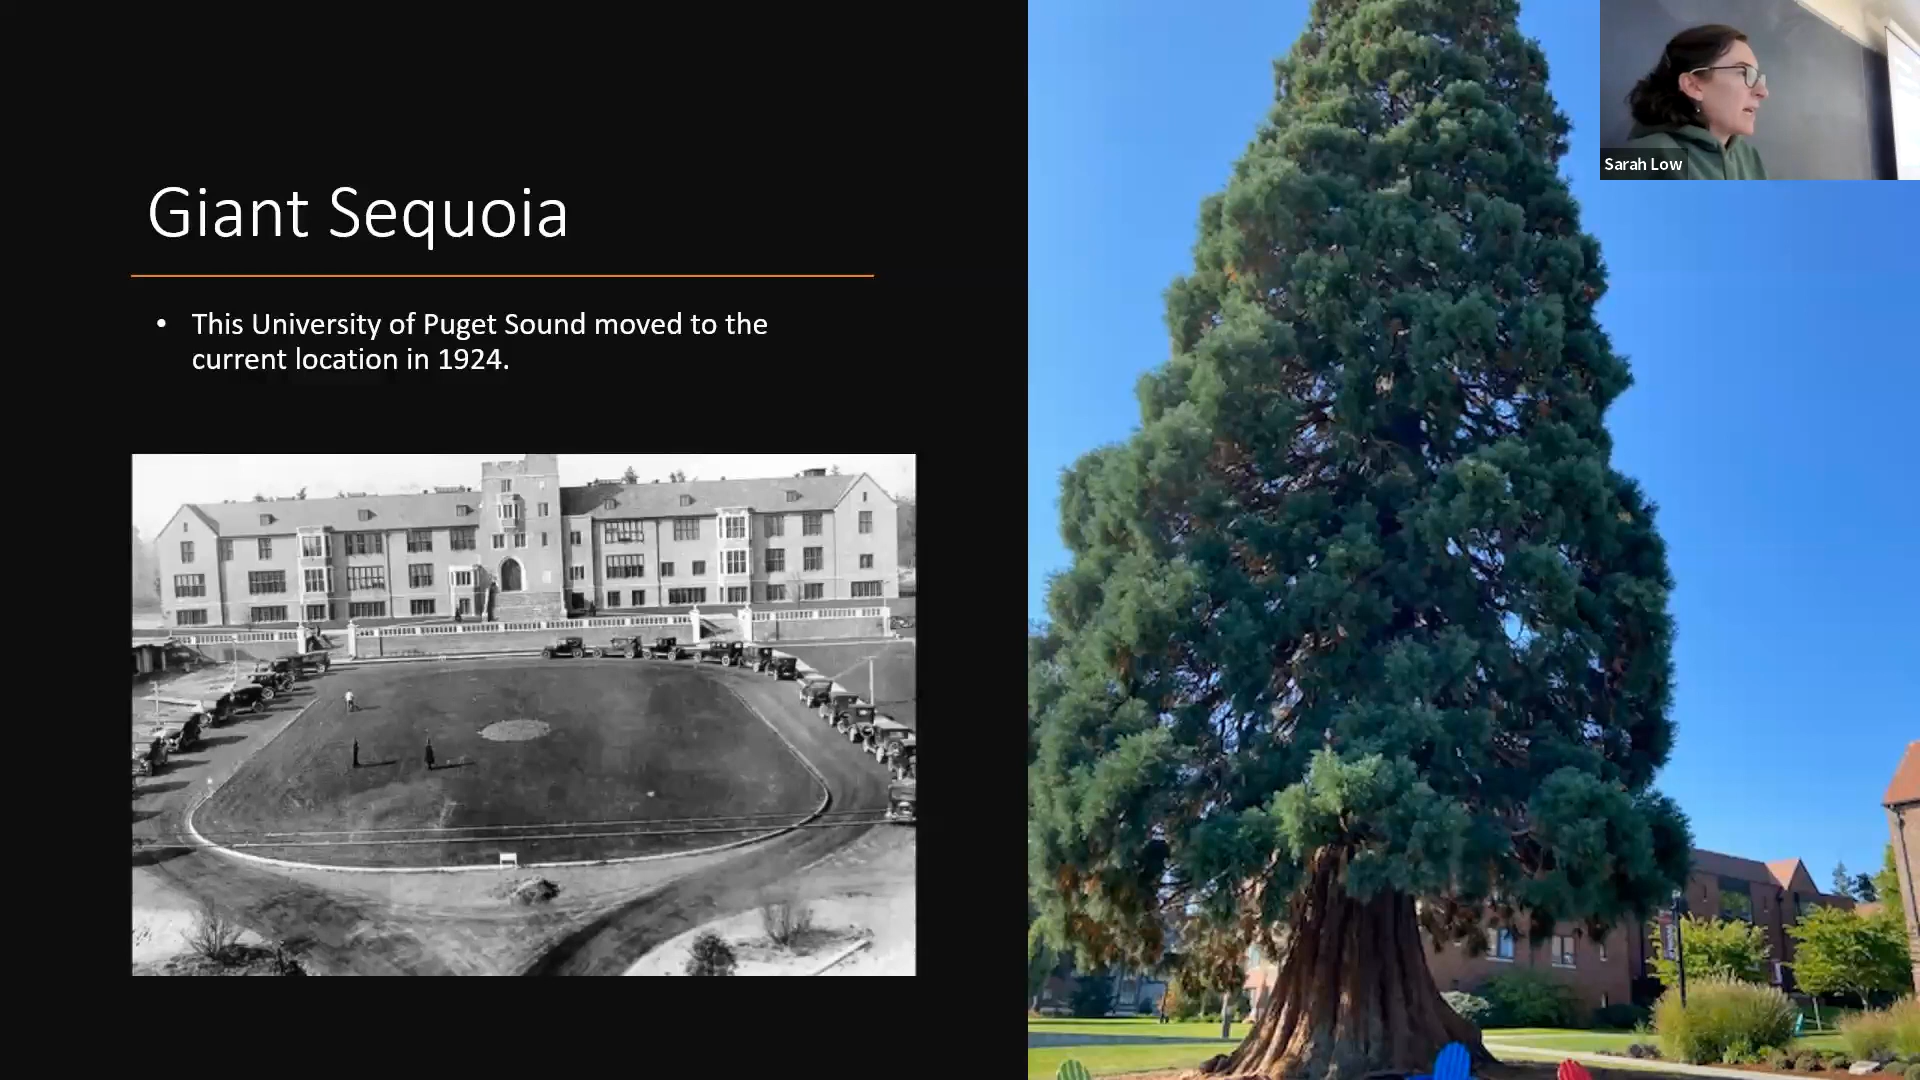 Giant Sequoia
• This University of Puget Sound moved to the
current location in 1924.
Sarah Low